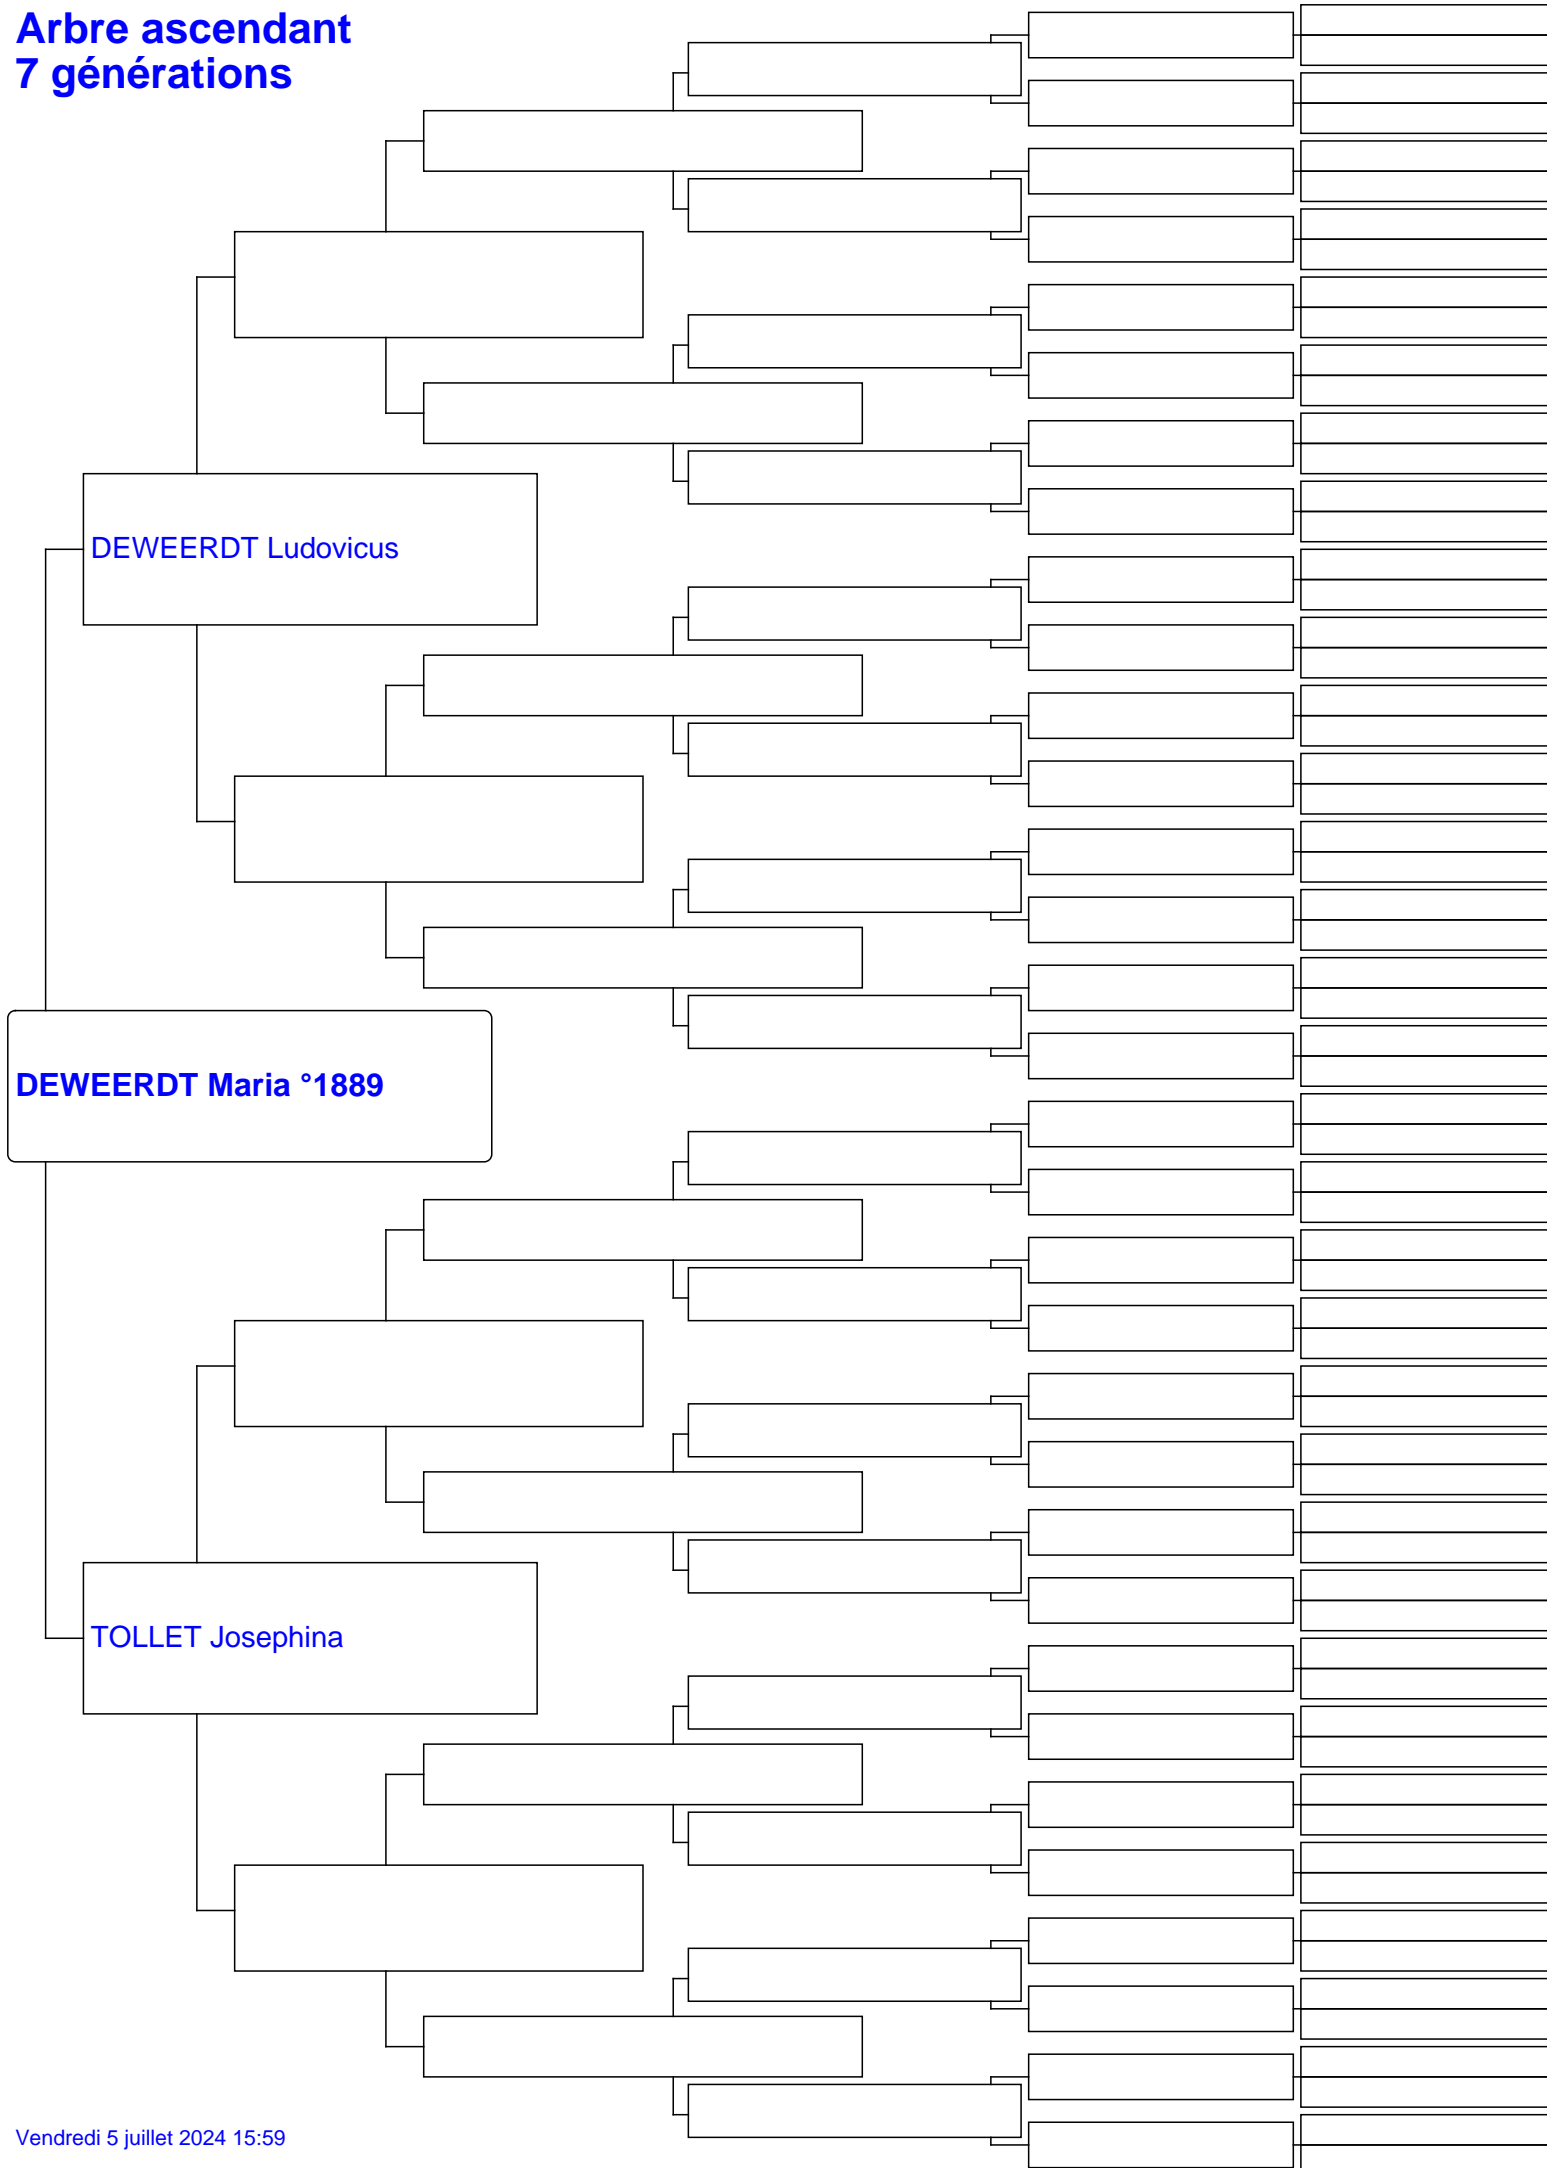 Arbre ascendant
7 générations
DEWEERDT Ludovicus
DEWEERDT Maria °1889
TOLLET Josephina
Vendredi 5 juillet 2024 15:59